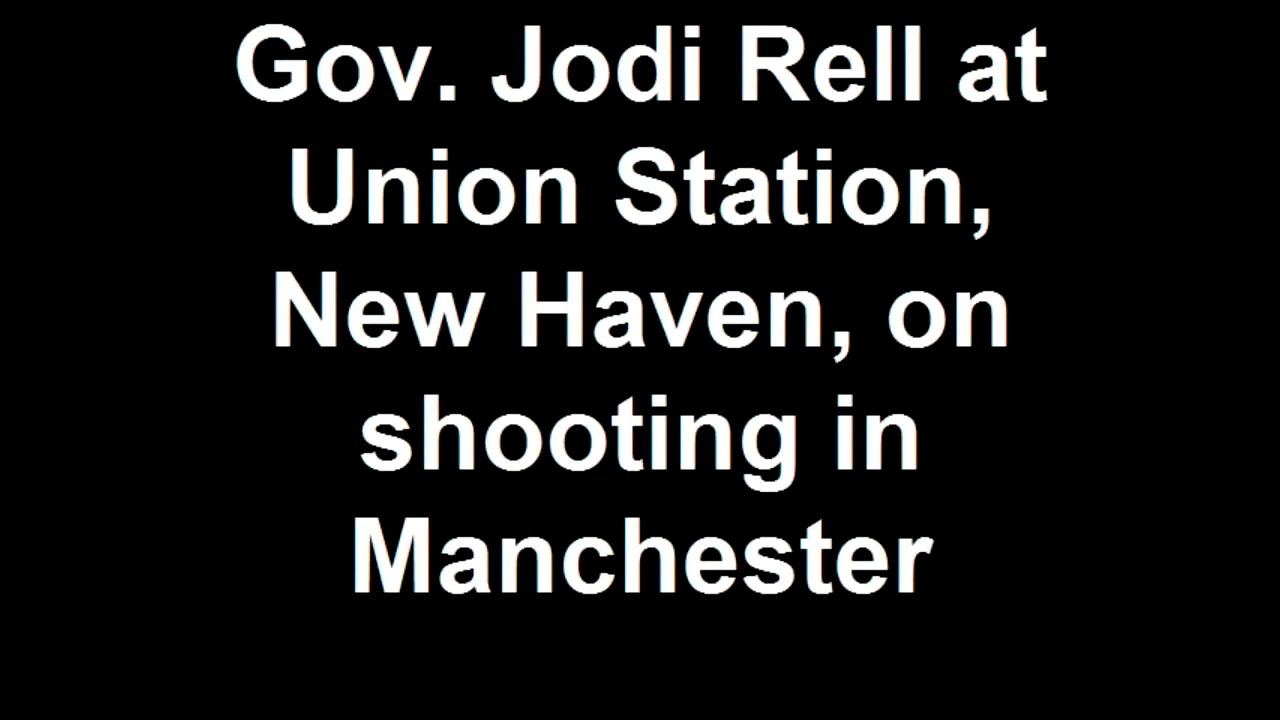 Gov. Jodi Rell at
Union Station,
New Haven, on
shooting in
Manchester